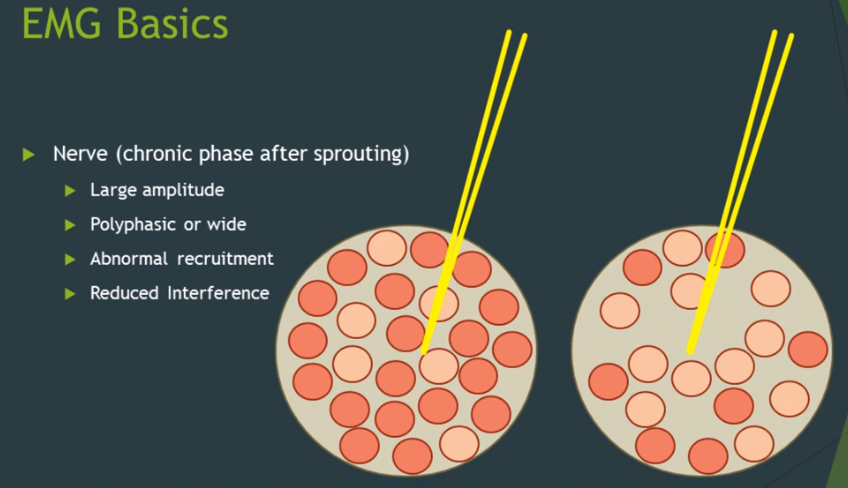 EMG Basics
Nerve (chronic phase after sprouting)
Large amplitude
Polyphasic or wide
Abnormal recruitment
Reduced Interference